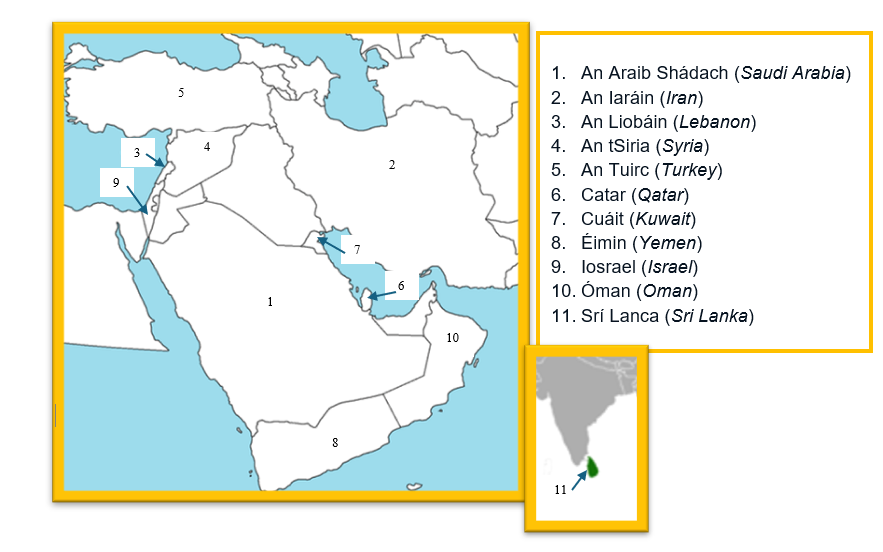 5
3
4
9
2
7
6
1
10
8
1. An Araib Shádach (Saudi Arabia)
2. An Iaráin (Iran)
3. An Liobáin (Lebanon)
4. An tSiria (Syria)
5. An Tuirc (Turkey)
6. Catar (Qatar)
7. Cuáit (Kuwait)
8. Éimin (Yemen)
9. Iosrael (Israel)
10. Óman (Oman)
11. Srí Lanca (Sri Lanka)
11